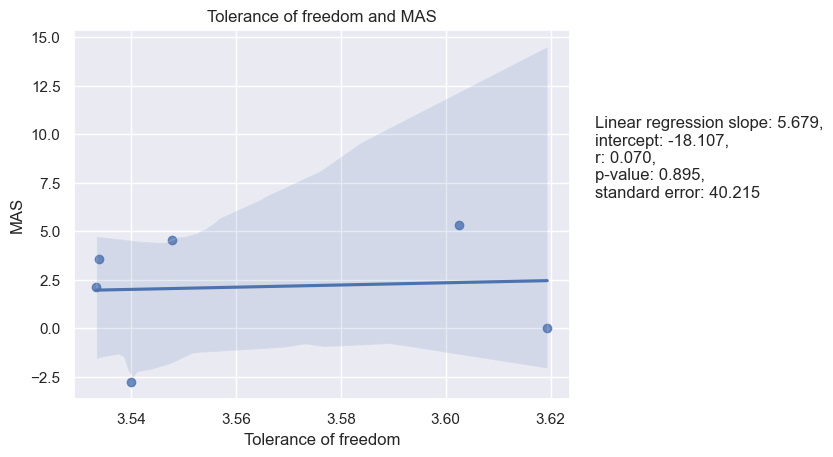 Tolerance of freedom and MAS
15.0
12.5
10.0
7.5
5.0
2.5
0.0
−2.5
MAS
3.54
3.56
3.58
3.60
3.62
Tolerance of freedom
Linear regression slope: 5.679,
intercept: -18.107,
r: 0.070,
p-value: 0.895,
standard error: 40.215